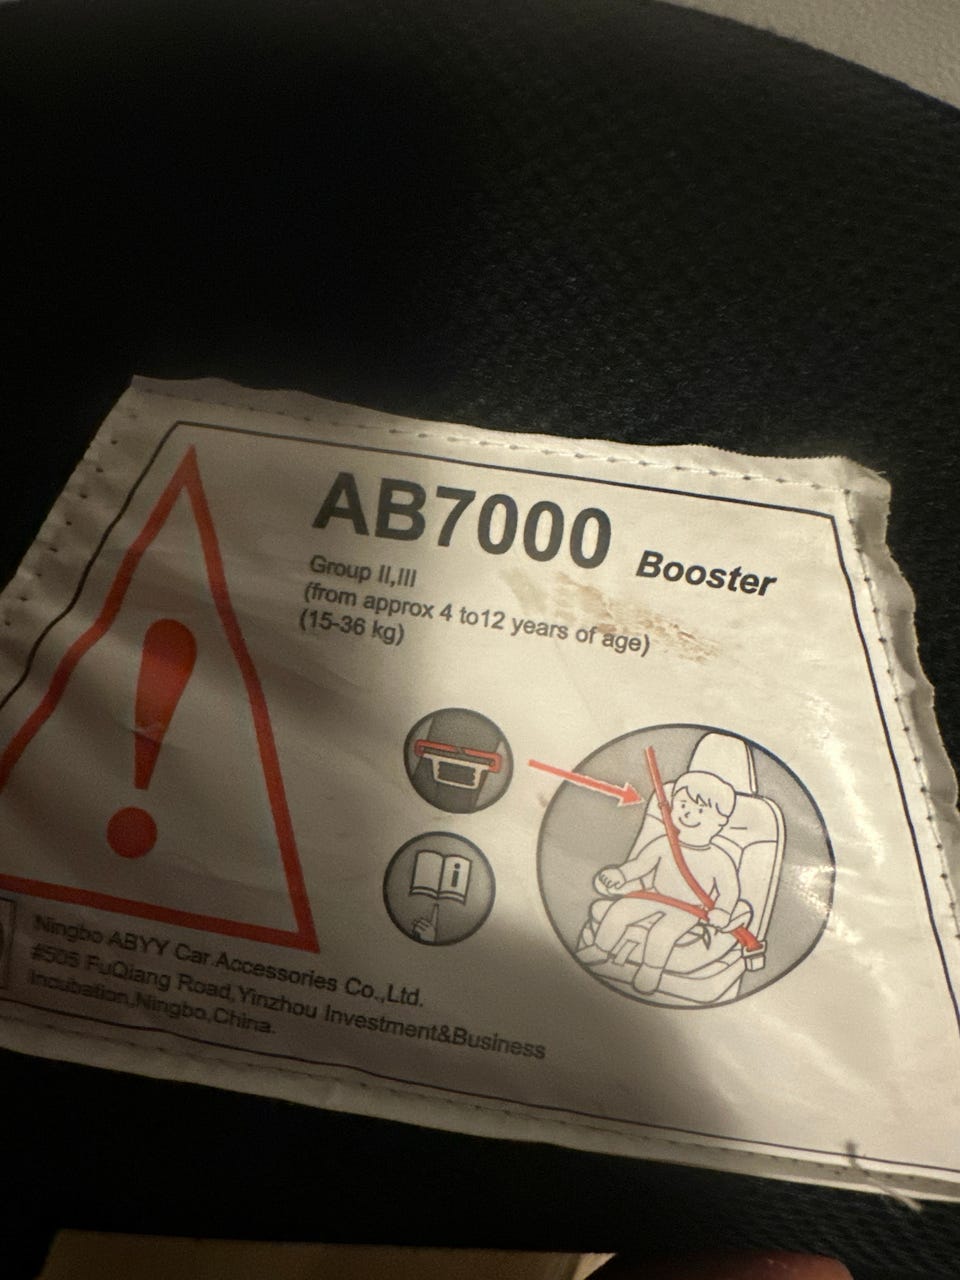 AB7000 Booster
Group II,III
(from approx 4 to12 years of age)
(15-36 kg)
i
Ningbo ABYY Car Accessories Co.,Ltd.
#505 FuQiang Road,Yinzhou Investment&Business
Incubation,Ningbo,China.